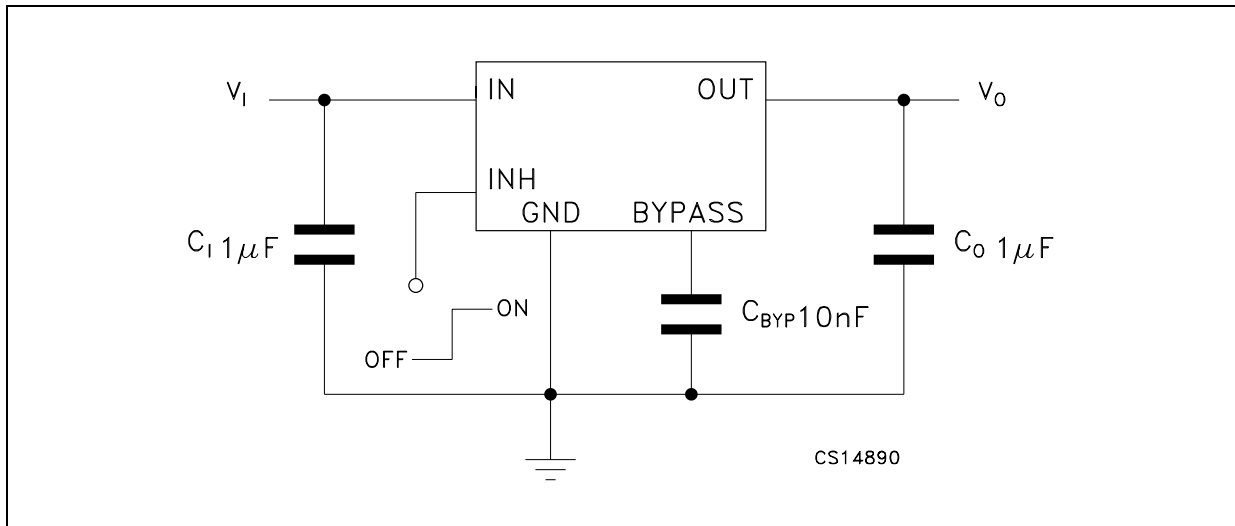 V_I
IN
OUT
V_O
INH
GND
BYPASS
C_I 1μF
C_O 1μF
C_BYP 10nF
ON
OFF
CS14890